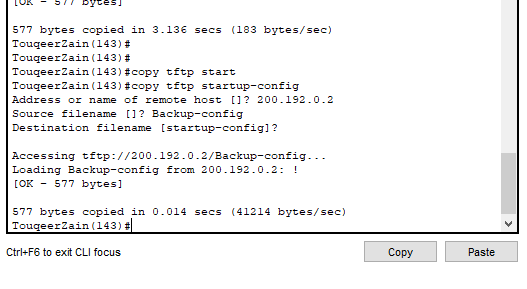 [OK - 577 bytes]
577 bytes copied in 3.136 secs (183 bytes/sec)
TouqeerZain(143)#
TouqeerZain(143)#
TouqeerZain(143)#copy tftp start
TouqeerZain(143)#copy tftp startup-config
Address or name of remote host []? 200.192.0.2
Source filename []? Backup-config
Destination filename [startup-config]?
Accessing tftp://200.192.0.2/Backup-config...
Loading Backup-config from 200.192.0.2: !
[OK - 577 bytes]
577 bytes copied in 0.014 secs (41214 bytes/sec)
TouqeerZain(143)#
Ctrl+F6 to exit CLI focus
Copy
Paste